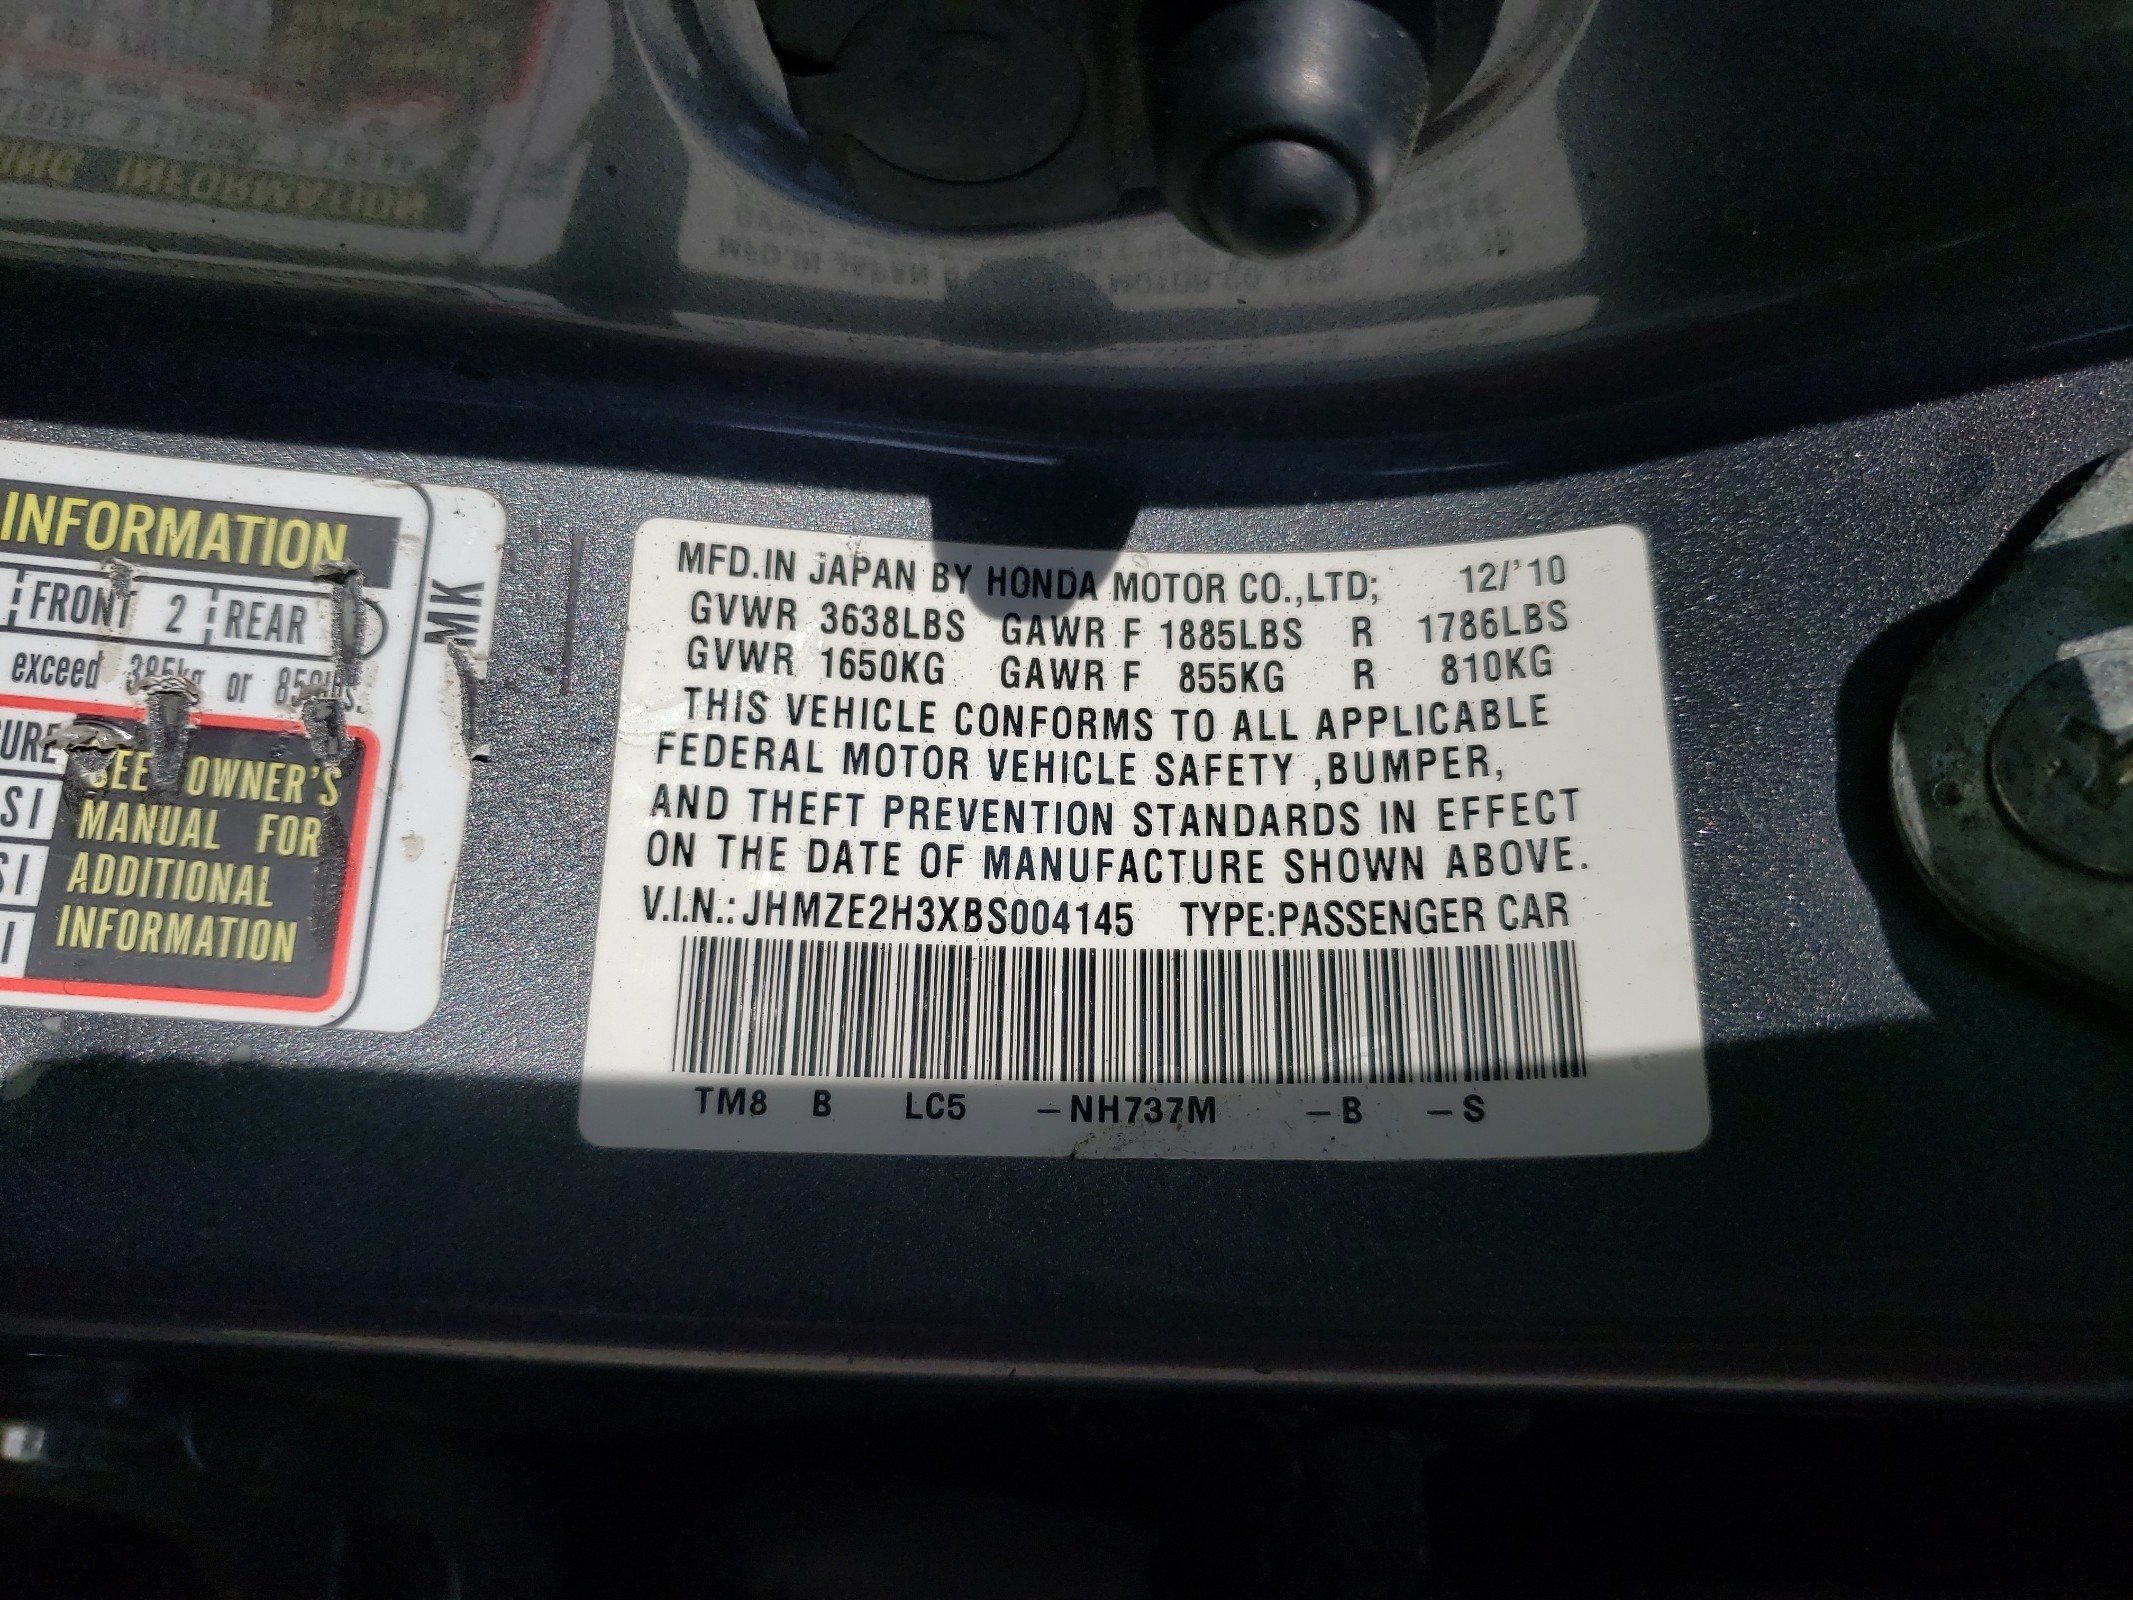 INFORMATION
FRONT 2 REAR
exceed 385kg or 850lbs.
MK
SEE OWNER'S
MANUAL FOR
ADDITIONAL
INFORMATION
MFD.IN JAPAN BY HONDA MOTOR CO.,LTD; 12/'10
GVWR 3638LBS GAWR F 1885LBS R 1786LBS
GVWR 1650KG GAWR F 855KG R 810KG
THIS VEHICLE CONFORMS TO ALL APPLICABLE
FEDERAL MOTOR VEHICLE SAFETY ,BUMPER,
AND THEFT PREVENTION STANDARDS IN EFFECT
ON THE DATE OF MANUFACTURE SHOWN ABOVE.
V.I.N.: JHMZE2H3XBS004145 TYPE:PASSENGER CAR
TM8 B LC5 -NH737M -B -S